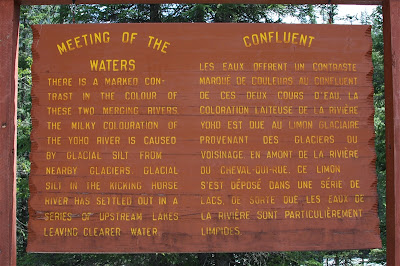 MEETING OF THE
WATERS
THERE IS A MARKED CON-
TRAST IN THE COLOUR OF
THESE TWO MERGING RIVERS
THE MILKY COLOURATION OF
THE YOHO RIVER IS CAUSED
BY GLACIAL SILT FROM
NEARBY GLACIERS. GLACIAL
SILT IN THE KICKING HORSE
RIVER HAS SETTLED OUT IN A
SERIES OF UPSTREAM LAKES
LEAVING CLEARER WATER
CONFLUENT
LES EAUX OFFRENT UN CONTRASTE
MARQUÉ DE COULEURS AU CONFLUENT
DE CES DEUX COURS D'EAU. LA
COLORATION LAITEUSE DE LA RIVIÈRE
YOHO EST DUE AU LIMON GLACIAIRE
PROVENANT DES GLACIERS DU
VOISINAGE EN AMONT DE LA RIVIÈRE
DU CHEVAL-QUI-RUE, CE LIMON
S'EST DÉPOSÉ DANS UNE SÉRIE DE
LACS, DE SORTE QUE LES EAUX DE
LA RIVIÈRE SONT PARTICULIÈREMENT
LIMPIDES.